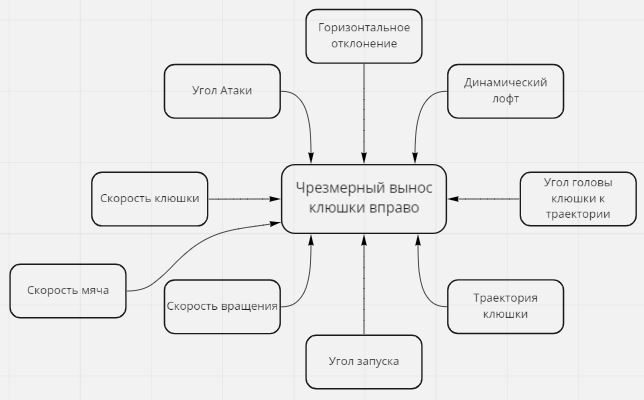 Горизонтальное
отклонение
Угол Атаки
Динамический
лофт
Чрезмерный вынос
клюшки вправо
Скорость клюшки
Угол головы
клюшки к
траектории
Скорость мяча
Скорость вращения
Траектория
клюшки
Угол запуска